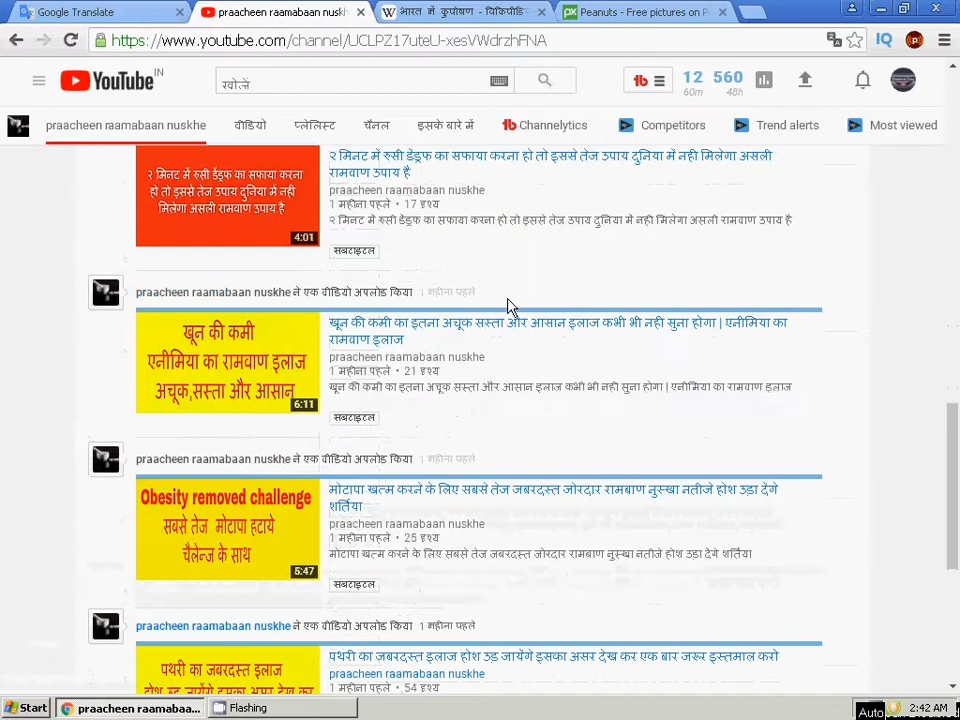 Google Translate
praacheen raamabaan nuskh
भारत में कुपोषण - विकिपीडि
Peanuts - Free pictures on P
https://www.youtube.com/channel/UCLPZ17uteU-xesVWdrzhFNA
IQ
YouTube IN
खोजें
12 60m
560 48h
praacheen raamabaan nuskhe
वीडियो
प्लेलिस्ट
चैनल
इसके बारे में
Channelytics
Competitors
Trend alerts
Most viewed
२ मिनट में रुसी डेंड्रफ का सफाया करना
हो तो इससे तेज उपाय दुनिया में नही
मिलेगा असली रामवाण उपाय है
4:01
२ मिनट में रुसी डेंड्रफ का सफाया करना हो तो इससे तेज उपाय दुनिया में नही मिलेगा असली
रामवाण उपाय है
praacheen raamabaan nuskhe
1 महीना पहले • 17 दृश्य
२ मिनट में रुसी डेंड्रफ का सफाया करना हो तो इससे तेज उपाय दुनिया में नही मिलेगा असली रामवाण उपाय है
सबटाइटल
praacheen raamabaan nuskhe ने एक वीडियो अपलोड किया 1 महीना पहले
खून की कमी
एनीमिया का रामवाण इलाज
अचूक,सस्ता और आसान
6:11
खून की कमी का इतना अचूक सस्ता और आसान इलाज कभी भी नही सुना होगा | एनीमिया का
रामवाण इलाज
praacheen raamabaan nuskhe
1 महीना पहले • 21 दृश्य
खून की कमी का इतना अचूक सस्ता और आसान इलाज कभी भी नही सुना होगा | एनीमिया का रामवाण इलाज
सबटाइटल
praacheen raamabaan nuskhe ने एक वीडियो अपलोड किया 1 महीना पहले
Obesity removed challenge
सबसे तेज मोटापा हटाये
चैलेन्ज के साथ
5:47
मोटापा खत्म करने के लिए सबसे तेज जबरदस्त जोरदार रामबाण नुस्खा नतीजे होश उड़ा देंगे
शर्तिया
praacheen raamabaan nuskhe
1 महीना पहले • 25 दृश्य
मोटापा खत्म करने के लिए सबसे तेज जबरदस्त जोरदार रामबाण नुस्खा नतीजे होश उड़ा देंगे शर्तिया
सबटाइटल
praacheen raamabaan nuskhe ने एक वीडियो अपलोड किया 1 महीना पहले
पथरी का जबरदस्त इलाज
होश उड़ जायेंगे इसका असर देख कर
पथरी का जबरदस्त इलाज होश उड़ जायेंगे इसका असर देख कर एक बार जरूर इस्तमाल करो
praacheen raamabaan nuskhe
1 महीना पहले • 54 दृश्य
Start
praacheen raamabaa...
Flashing
2:42 AM